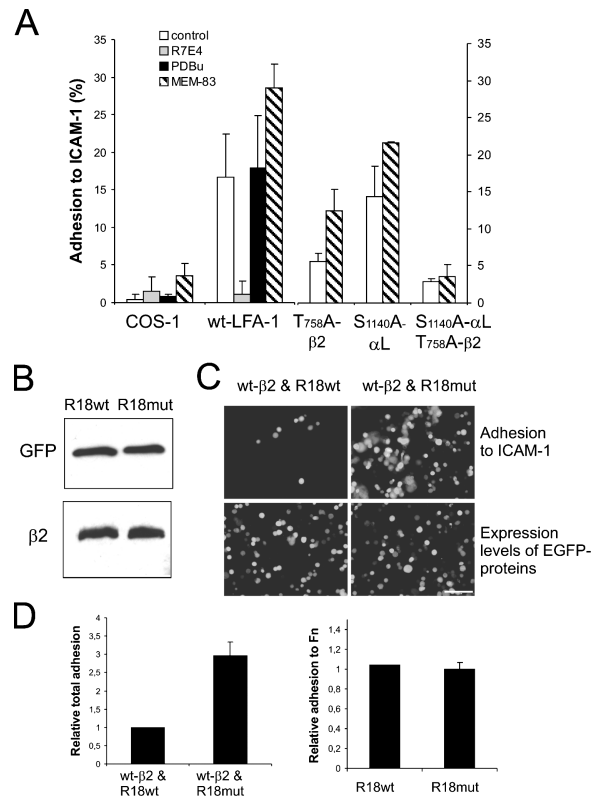 A
Adhesion to ICAM-1 (%)
35
30
25
20
15
10
5
0
control
R7E4
PDBu
MEM-83
35
30
25
20
15
10
5
0
COS-1 wt-LFA-1 T758A-β2 S1140A-αL S1140A-αL T758A-β2
B
R18wt R18mut
GFP
β2
C
wt-β2 & R18wt wt-β2 & R18mut
Adhesion
to ICAM-1
Expression
levels of EGFP-
proteins
D
Relative total adhesion
4
3,5
3
2,5
2
1,5
1
0,5
0
wt-β2 & R18wt wt-β2 & R18mut
Relative adhesion to Fn
1,4
1,2
1
0,8
0,6
0,4
0,2
0
R18wt R18mut